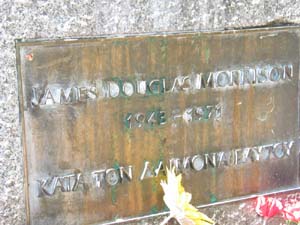 JAMES DOUGLAS MORRISON
1943-1971
ΚΑΤΑ ΤΟΝ ΔΑΙΜΟΝΑ ΕΑΥΤΟΥ